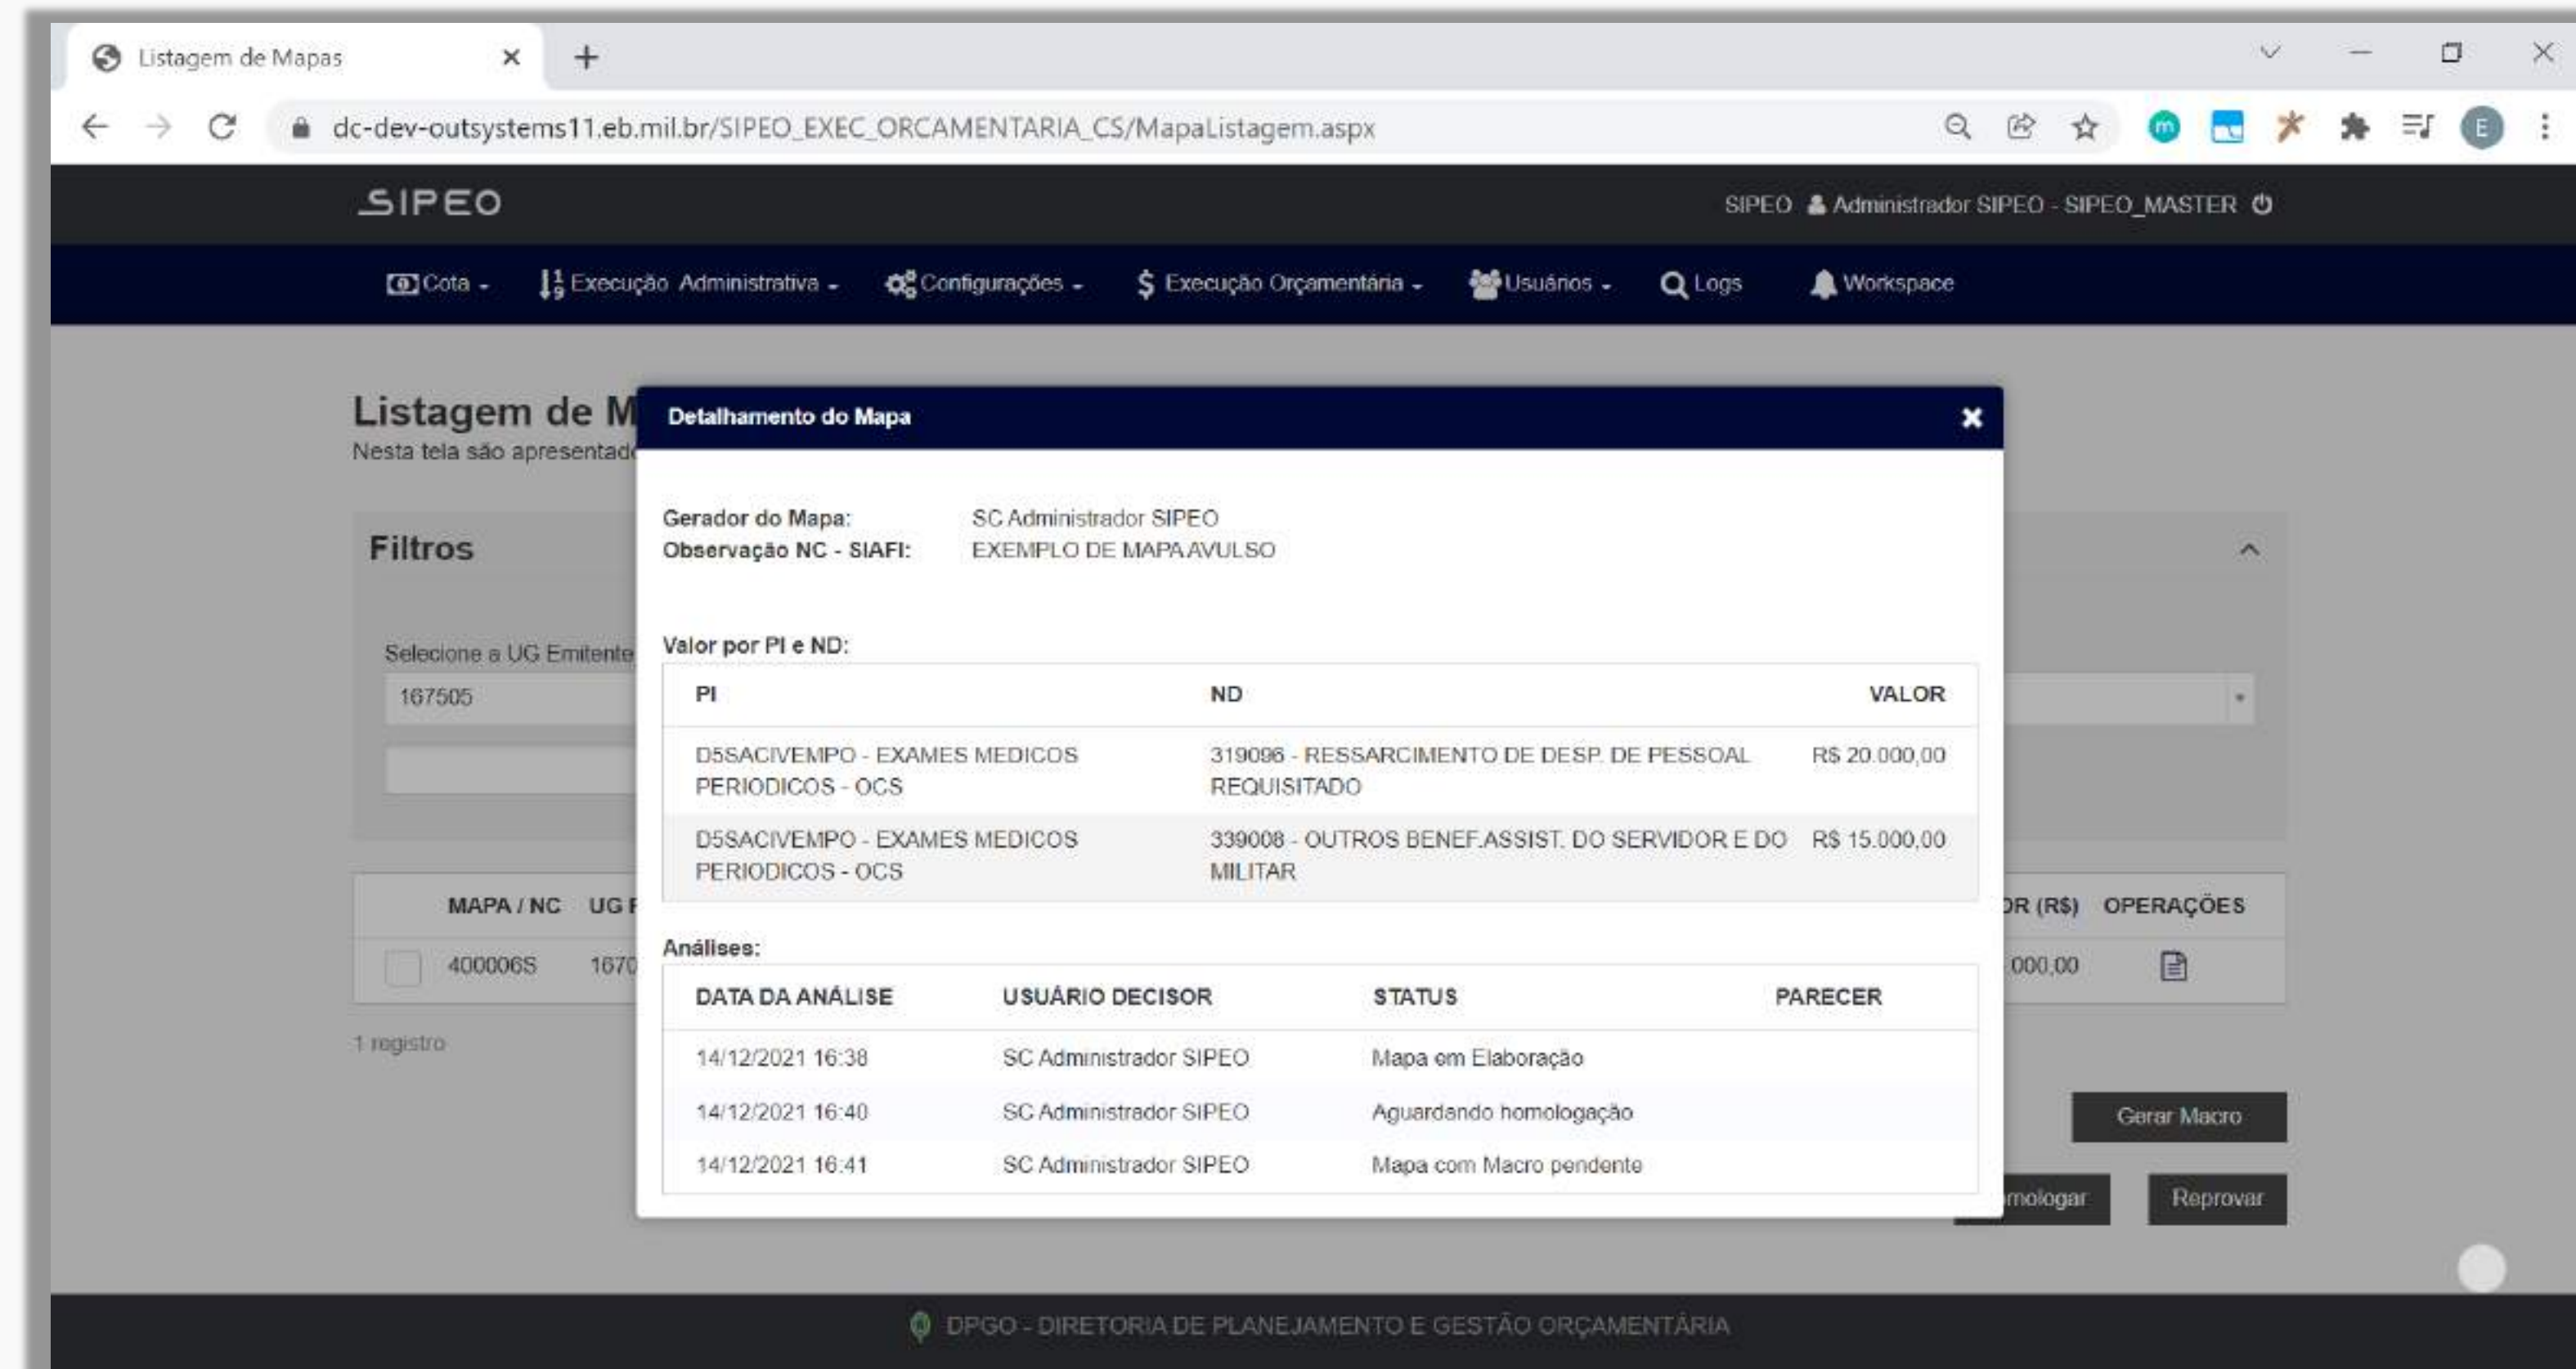 Listagem de Mapas
dc-dev-outsystems11.eb.mil.br/SIPEO_EXEC_ORCAMENTARIA_CS/MapaListagem.aspx
m
E
SIPEO
SIPEO Administrador SIPEO - SIPEO_MASTER
Cota
Execução Administrativa
Configurações
Execução Orçamentária
Usuários
Logs
Workspace
Listagem de M
Nesta tela são
Filtros
Selecione a UG Emitente
167505
Detalhamento do Mapa
Gerador do Mapa: SC Administrador SIPEO
Observação NC - SIAFI: EXEMPLO DE MAPA AVULSO
Valor por PI e ND:
PI ND VALOR
D5SACIVEMPO - EXAMES MEDICOS 319096 - RESSARCIMENTO DE DESP. DE PESSOAL R$ 20.000,00
PERIODICOS - OCS REQUISITADO
D5SACIVEMPO - EXAMES MEDICOS 339008 - OUTROS BENEF.ASSIST. DO SERVIDOR E DO R$ 15.000,00
PERIODICOS - OCS MILITAR
Análises:
DATA DA ANÁLISE USUÁRIO DECISOR STATUS PARECER
14/12/2021 16:38 SC Administrador SIPEO Mapa em Elaboração
14/12/2021 16:40 SC Administrador SIPEO Aguardando homologação
14/12/2021 16:41 SC Administrador SIPEO Mapa com Macro pendente
MAPA / NC UG OR (R$) OPERAÇÕES
400006S 1670 000,00
1 registro
Gerar Macro
mologar Reprovar
DPGO - DIRETORIA DE PLANEJAMENTO E GESTÃO ORÇAMENTÁRIA